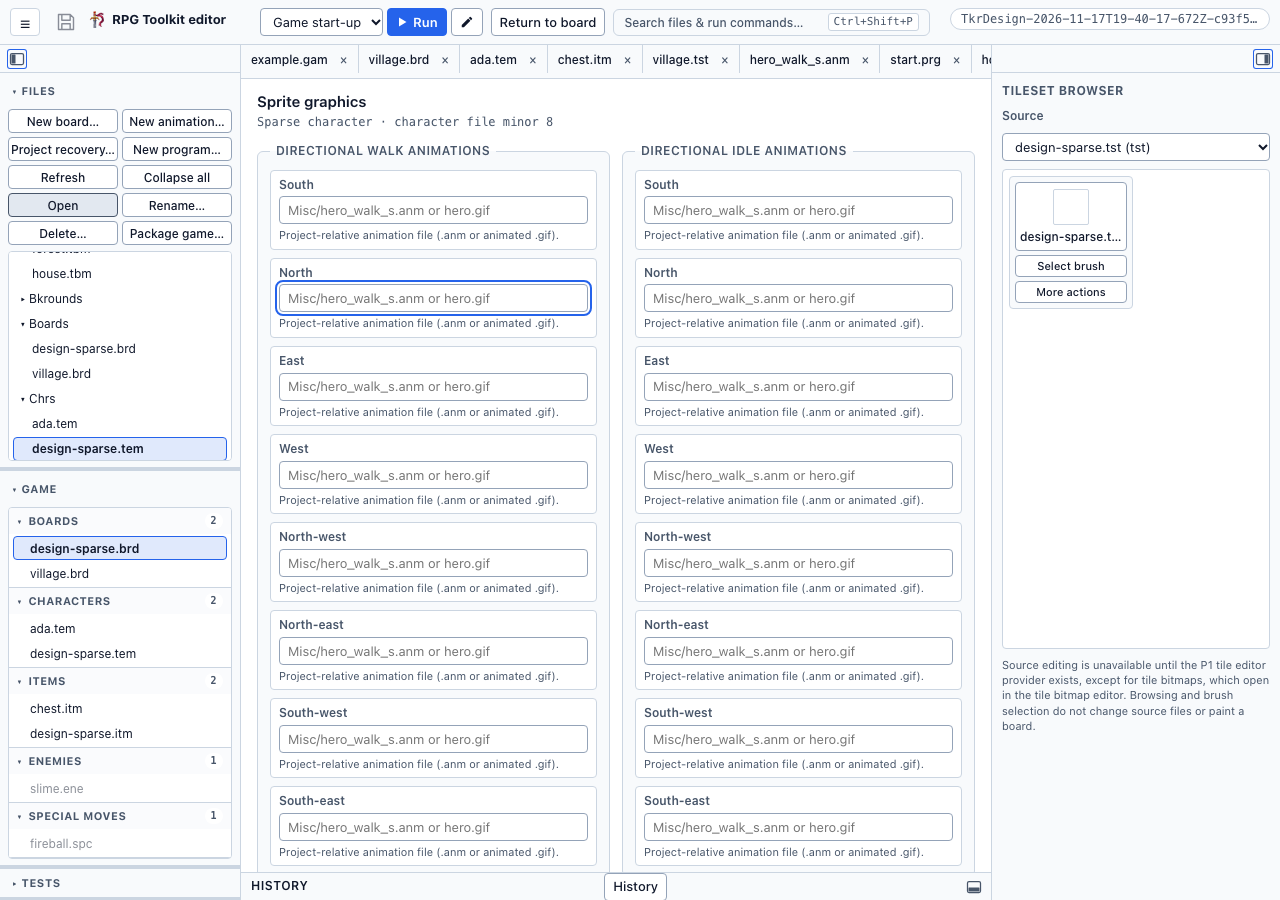 RPG Toolkit editor
Game start-up
Run
Return to board
Search files & run commands...
Ctrl+Shift+P
TkrDesign-2026-11-17T19-40-17-672Z-c93f5…
FILES
New board...
New animation...
Project recovery...
New program...
Refresh
Collapse all
Open
Rename...
Delete...
Package game...
house.tbm
Bkrounds
Boards
design-sparse.brd
village.brd
Chrs
ada.tem
design-sparse.tem
GAME
BOARDS 2
design-sparse.brd
village.brd
CHARACTERS 2
ada.tem
design-sparse.tem
ITEMS 2
chest.itm
design-sparse.itm
ENEMIES 1
slime.ene
SPECIAL MOVES 1
fireball.spc
TESTS
example.gam ×
village.brd ×
ada.tem ×
chest.itm ×
village.tst ×
hero_walk_s.anm ×
start.prg ×
Sprite graphics
Sparse character · character file minor 8
DIRECTIONAL WALK ANIMATIONS
South
Misc/hero_walk_s.anm or hero.gif
Project-relative animation file (.anm or animated .gif).
North
Misc/hero_walk_s.anm or hero.gif
Project-relative animation file (.anm or animated .gif).
East
Misc/hero_walk_s.anm or hero.gif
Project-relative animation file (.anm or animated .gif).
West
Misc/hero_walk_s.anm or hero.gif
Project-relative animation file (.anm or animated .gif).
North-west
Misc/hero_walk_s.anm or hero.gif
Project-relative animation file (.anm or animated .gif).
North-east
Misc/hero_walk_s.anm or hero.gif
Project-relative animation file (.anm or animated .gif).
South-west
Misc/hero_walk_s.anm or hero.gif
Project-relative animation file (.anm or animated .gif).
South-east
Misc/hero_walk_s.anm or hero.gif
Project-relative animation file (.anm or animated .gif).
DIRECTIONAL IDLE ANIMATIONS
South
Misc/hero_walk_s.anm or hero.gif
Project-relative animation file (.anm or animated .gif).
North
Misc/hero_walk_s.anm or hero.gif
Project-relative animation file (.anm or animated .gif).
East
Misc/hero_walk_s.anm or hero.gif
Project-relative animation file (.anm or animated .gif).
West
Misc/hero_walk_s.anm or hero.gif
Project-relative animation file (.anm or animated .gif).
North-west
Misc/hero_walk_s.anm or hero.gif
Project-relative animation file (.anm or animated .gif).
North-east
Misc/hero_walk_s.anm or hero.gif
Project-relative animation file (.anm or animated .gif).
South-west
Misc/hero_walk_s.anm or hero.gif
Project-relative animation file (.anm or animated .gif).
South-east
Misc/hero_walk_s.anm or hero.gif
Project-relative animation file (.anm or animated .gif).
HISTORY
History
TILESET BROWSER
Source
design-sparse.tst (tst)
design-sparse.t...
Select brush
More actions
Source editing is unavailable until the P1 tile editor
provider exists, except for tile bitmaps, which open
in the tile bitmap editor. Browsing and brush
selection do not change source files or paint a
board.